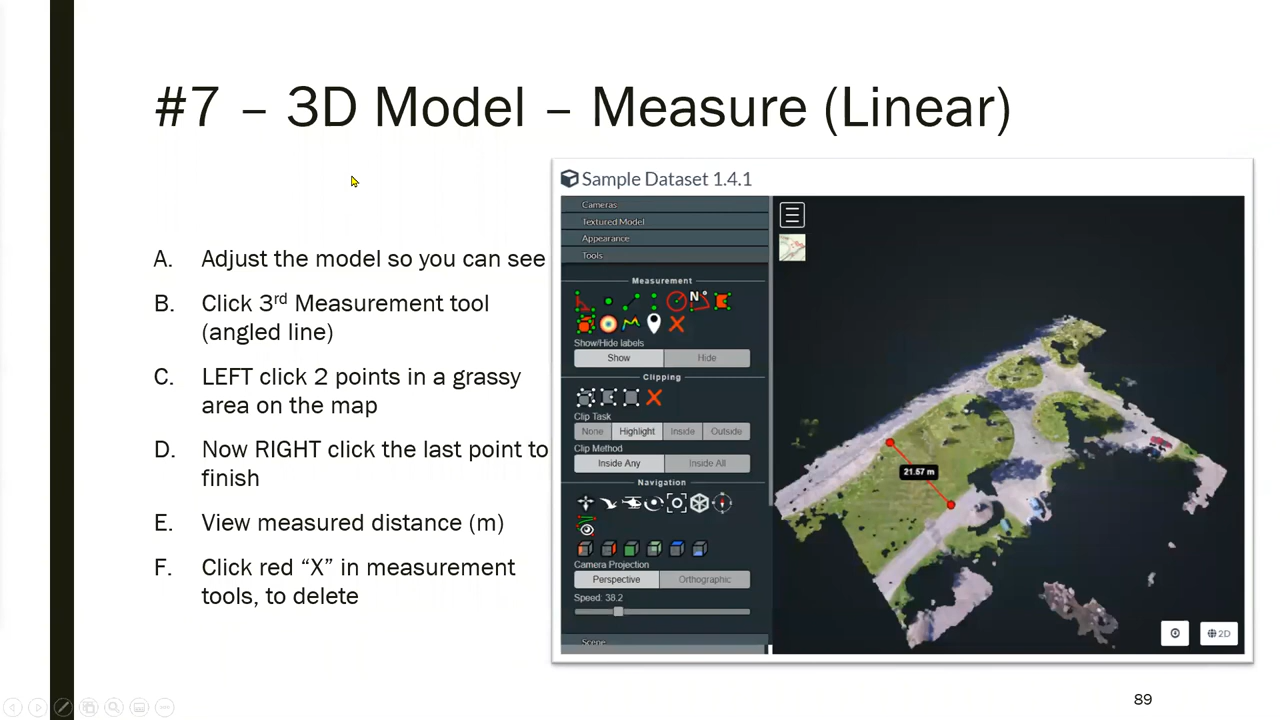 #7 – 3D Model – Measure (Linear)
A. Adjust the model so you can see
B. Click 3rd Measurement tool
(angled line)
C. LEFT click 2 points in a grassy
area on the map
D. Now RIGHT click the last point to
finish
E. View measured distance (m)
F. Click red “X” in measurement
tools, to delete
Sample Dataset 1.4.1
Cameras
Textured Model
Appearance
Tools
Measurement
N°
Show/Hide labels
Show Hide
Clipping
Clip Task
None Highlight Inside Outside
Clip Method
Inside Any Inside All
Navigation
Camera Projection
Perspective Orthographic
Speed: 38.2
Scene
21.57 m
2D
89